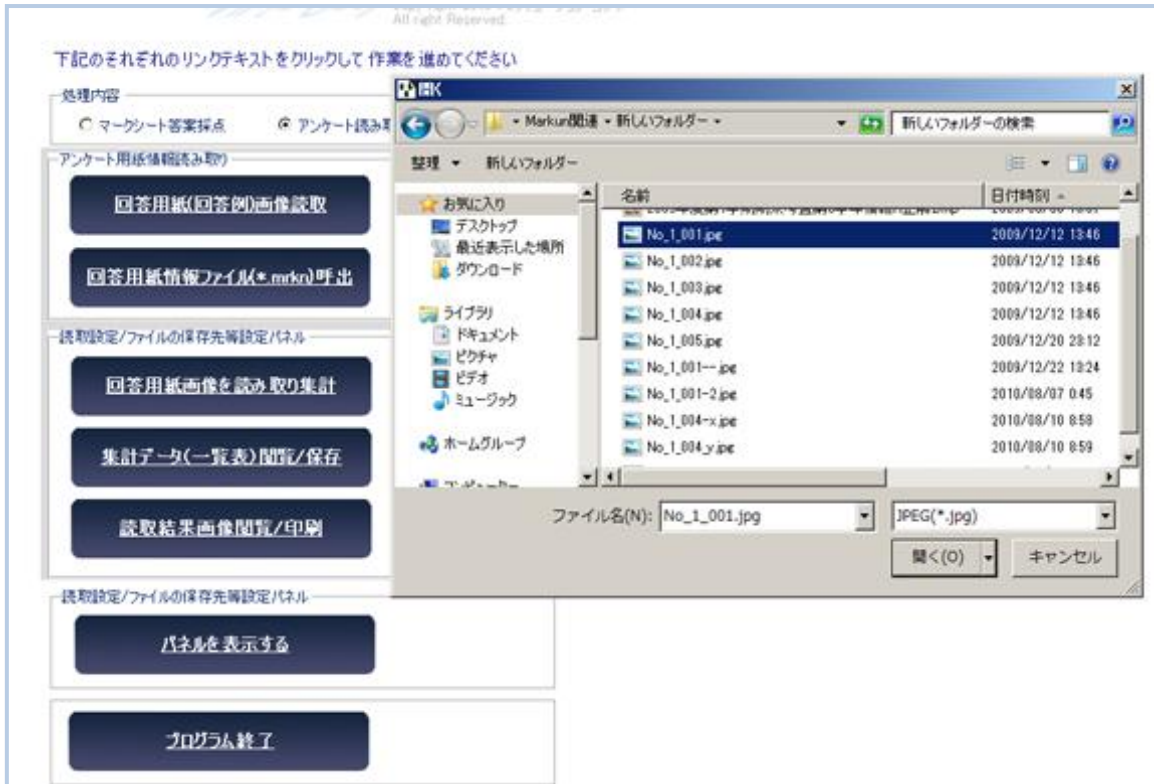 All right Reserved.
下記のそれぞれのリンクテキストをクリックして作業を進めてください
処理内容
マークシート答案採点
アンケート読み
アンケート用紙情報読み取り
回答用紙(回答例)画像読取
回答用紙情報ファイル(*.mrkn)呼出
読取設定/ファイルの保存先等設定パネル
回答用紙画像を読み取り集計
集計データ(一覧表)閲覧/保存
読取結果画像閲覧/印刷
読取設定/ファイルの保存先等設定パネル
パネルを表示する
プログラム終了
開K
Markun関連 新しいフォルダー
新しいフォルダーの検索
整理
新しいフォルダー
お気に入り
デスクトップ
最近表示した場所
ダウンロード
ライブラリ
ドキュメント
ピクチャ
ビデオ
ミュージック
ホームグループ
名前 日付時刻
No_1_001.jpg 2009/12/12 13:46
No_1_002.jpg 2009/12/12 13:46
No_1_003.jpg 2009/12/12 13:46
No_1_004.jpg 2009/12/12 13:46
No_1_005.jpg 2009/12/20 23:12
No_1_001--.jpg 2009/12/22 13:24
No_1_001-2.jpg 2010/08/07 0:45
No_1_004-x.jpg 2010/08/10 8:58
No_1_004_y.jpg 2010/08/10 8:59
ファイル名(N): No_1_001.jpg JPEG(*.jpg)
開く(O) キャンセル